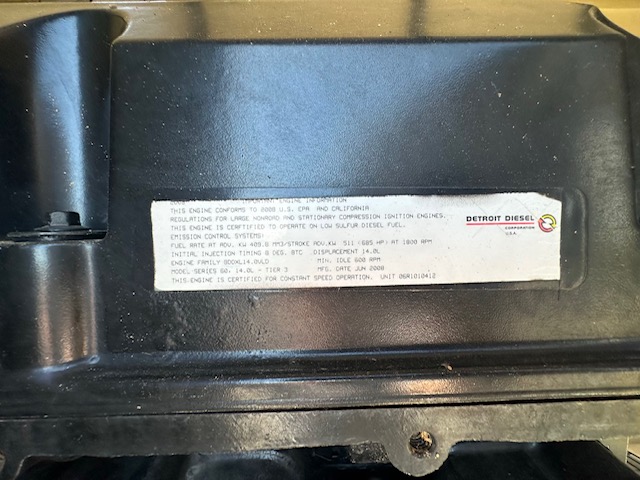 ENGINE INFORMATION
THIS ENGINE CONFORMS TO 2008 U.S. EPA AND CALIFORNIA
REGULATIONS FOR LARGE NONROAD AND STATIONARY COMPRESSION IGNITION ENGINES.
THIS ENGINE IS CERTIFIED TO OPERATE ON LOW SULFUR DIESEL FUEL.
EMISSION CONTROL SYSTEMS:
FUEL RATE AT ADV. KW 409.8 MM3/STROKE ADV.KW 511 (685 HP) AT 1800 RPM
INITIAL INJECTION TIMING 8 DEG. BTC DISPLACEMENT 14.0L
ENGINE FAMILY 8DDXL14.0VLD MIN. IDLE 600 RPM
MODEL-SERIES 60, 14.0L - TIER 3 MFG. DATE JUN 2008
THIS ENGINE IS CERTIFIED FOR CONSTANT SPEED OPERATION. UNIT 06R1010412
DETROIT DIESEL
CORPORATION
U.S.A.